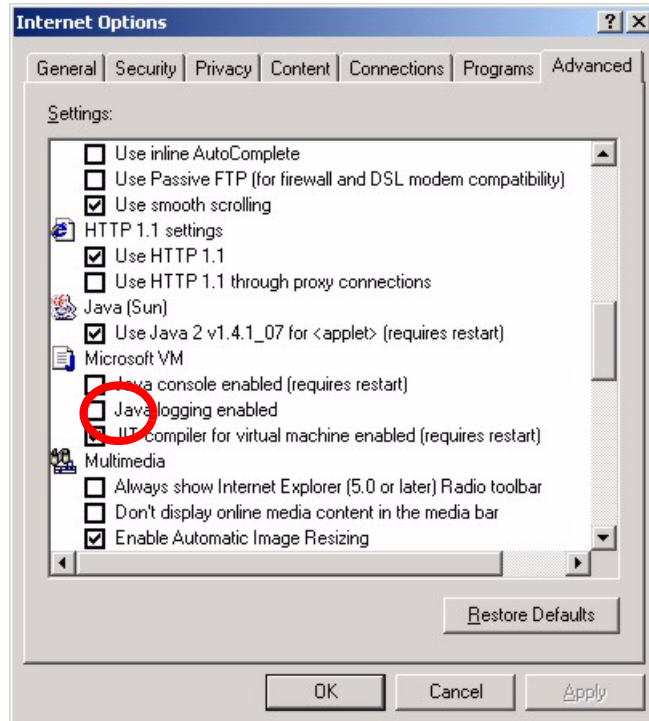 Internet Options
General Security Privacy Content Connections Programs Advanced
Settings:
Use inline AutoComplete
Use Passive FTP (for firewall and DSL modem compatibility)
Use smooth scrolling
HTTP 1.1 settings
Use HTTP 1.1
Use HTTP 1.1 through proxy connections
Java (Sun)
Use Java 2 v1.4.1_07 for <applet> (requires restart)
Microsoft VM
Java console enabled (requires restart)
Java logging enabled
JIT compiler for virtual machine enabled (requires restart)
Multimedia
Always show Internet Explorer (5.0 or later) Radio toolbar
Don't display online media content in the media bar
Enable Automatic Image Resizing
Restore Defaults
OK Cancel Apply